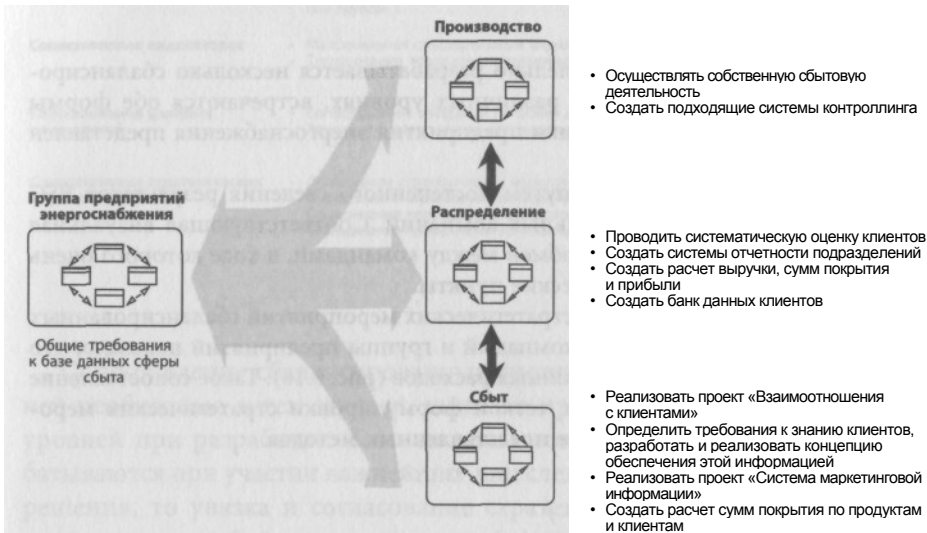 Производство
• Осуществлять собственную сбытовую
деятельность
• Создать подходящие системы контроллинга
Группа предприятий
энергоснабжения
Общие требования
к базе данных сферы
сбыта
Распределение
• Проводить систематическую оценку клиентов
• Создать системы отчетности подразделений
• Создать расчет выручки, сумм покрытия
и прибыли
• Создать банк данных клиентов
Сбыт
• Реализовать проект «Взаимоотношения
с клиентами»
• Определить требования к знанию клиентов,
разработать и реализовать концепцию
обеспечения этой информацией
• Реализовать проект «Система маркетинговой
информации»
• Создать расчет сумм покрытия по продуктам
и клиентам